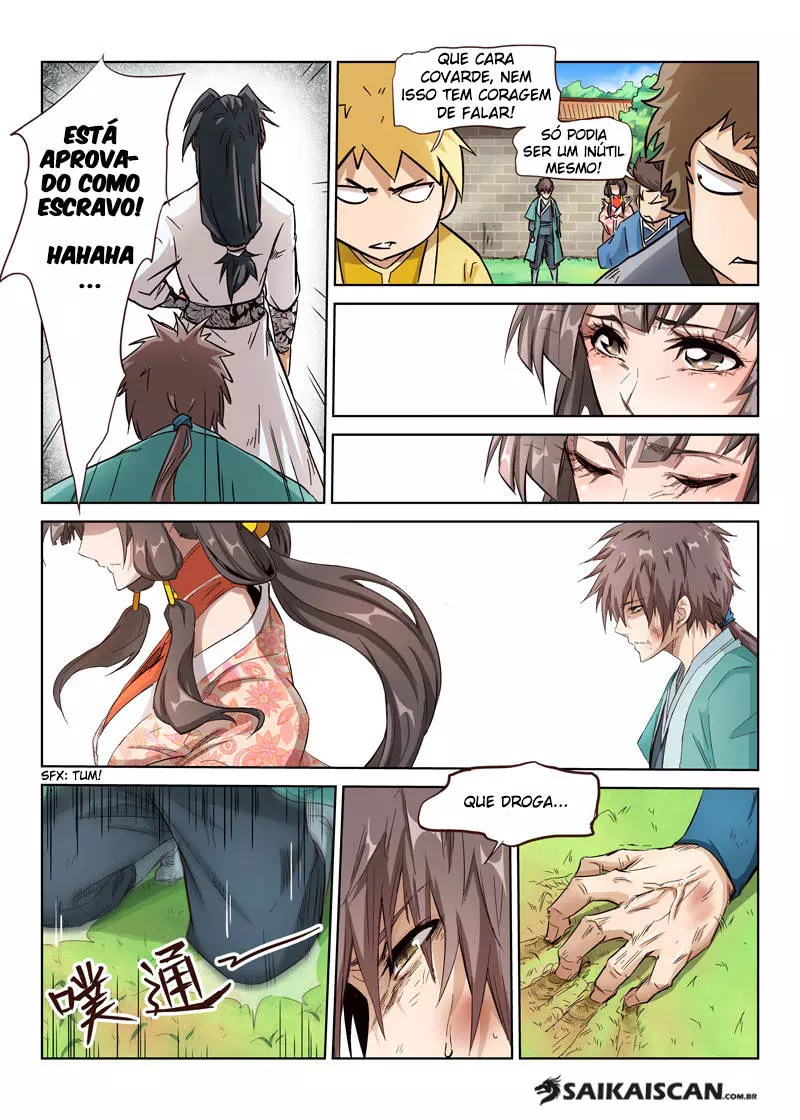 ESTÁ
APROVA-
DO COMO
ESCRAVO!
HAHAHA
...
QUE CARA
COVARDE, NEM
ISSO TEM CORAGEM
DE FALAR!
SÓ PODIA
SER UM INÚTIL
MESMO!
SFX: TUM!
噗通
QUE DROGA...
SAIKAISCAN.COM.BR